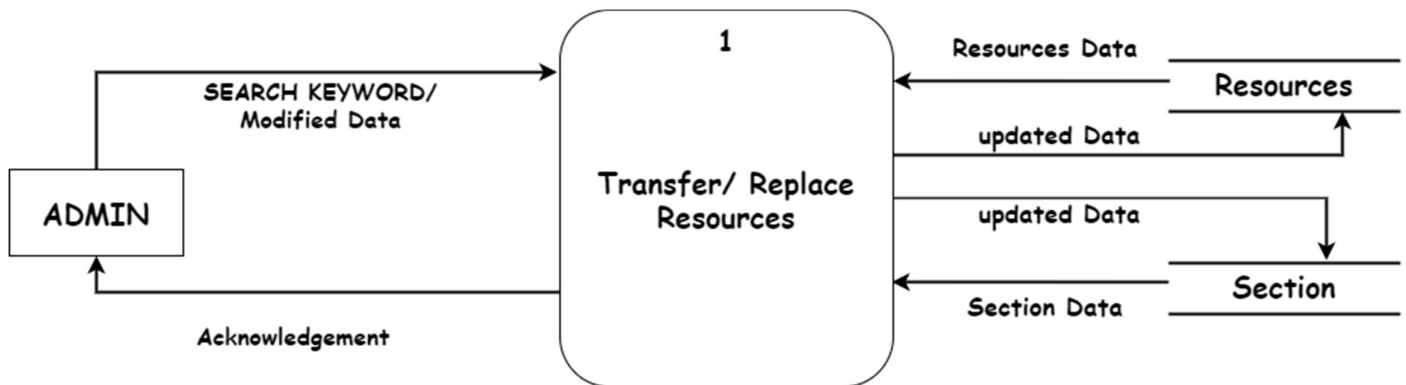 1
Resources Data
SEARCH KEYWORD/
Modified Data
Resources
updated Data
Transfer/ Replace
Resources
ADMIN
updated Data
Section
Section Data
Acknowledgement